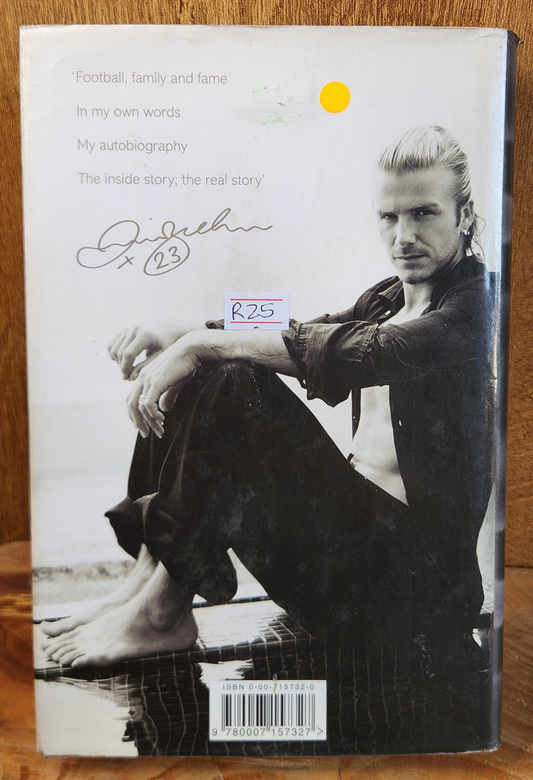 ‘Football, family and fame
In my own words
My autobiography
The inside story; the real story’
x 23
R25
ISBN 0-00-715732-0
9 780007 157327 >